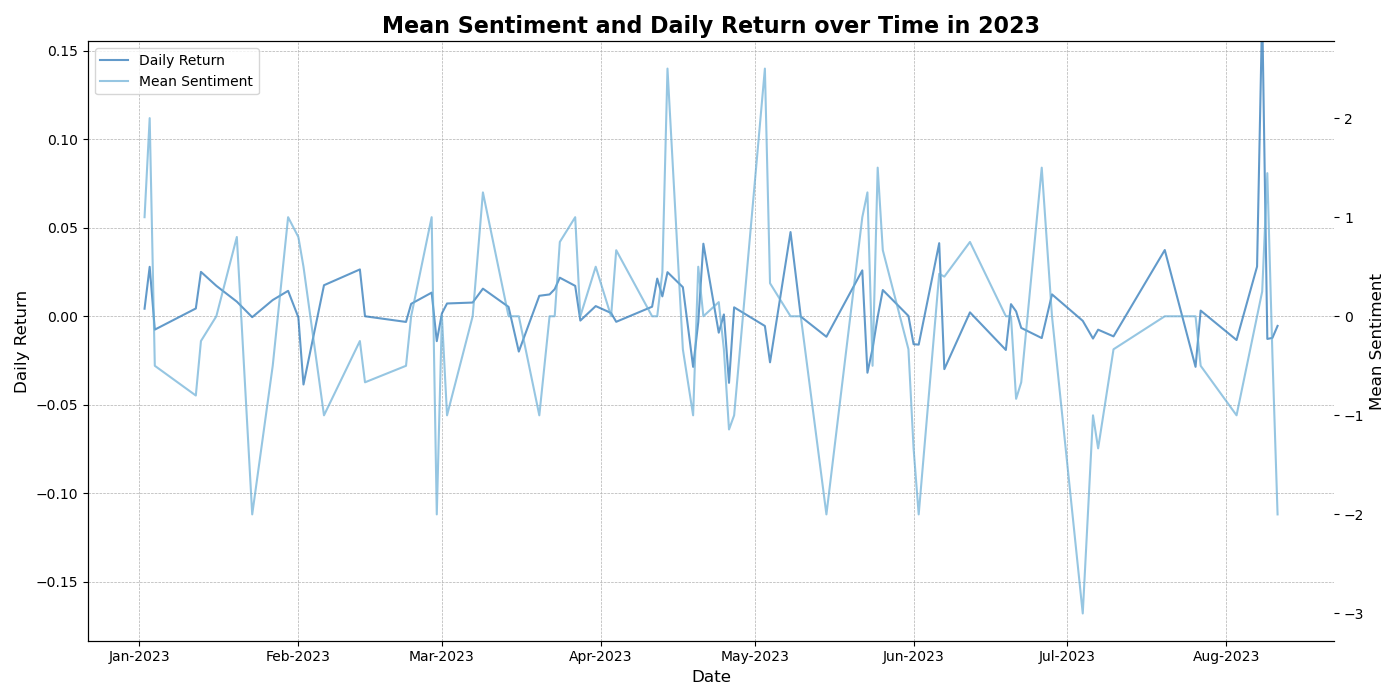 Mean Sentiment and Daily Return over Time in 2023
Daily Return
Mean Sentiment
0.15
0.10
0.05
0.00
−0.05
−0.10
−0.15
Daily Return
2
1
0
−1
−2
−3
Mean Sentiment
Jan-2023
Feb-2023
Mar-2023
Apr-2023
May-2023
Jun-2023
Jul-2023
Aug-2023
Date